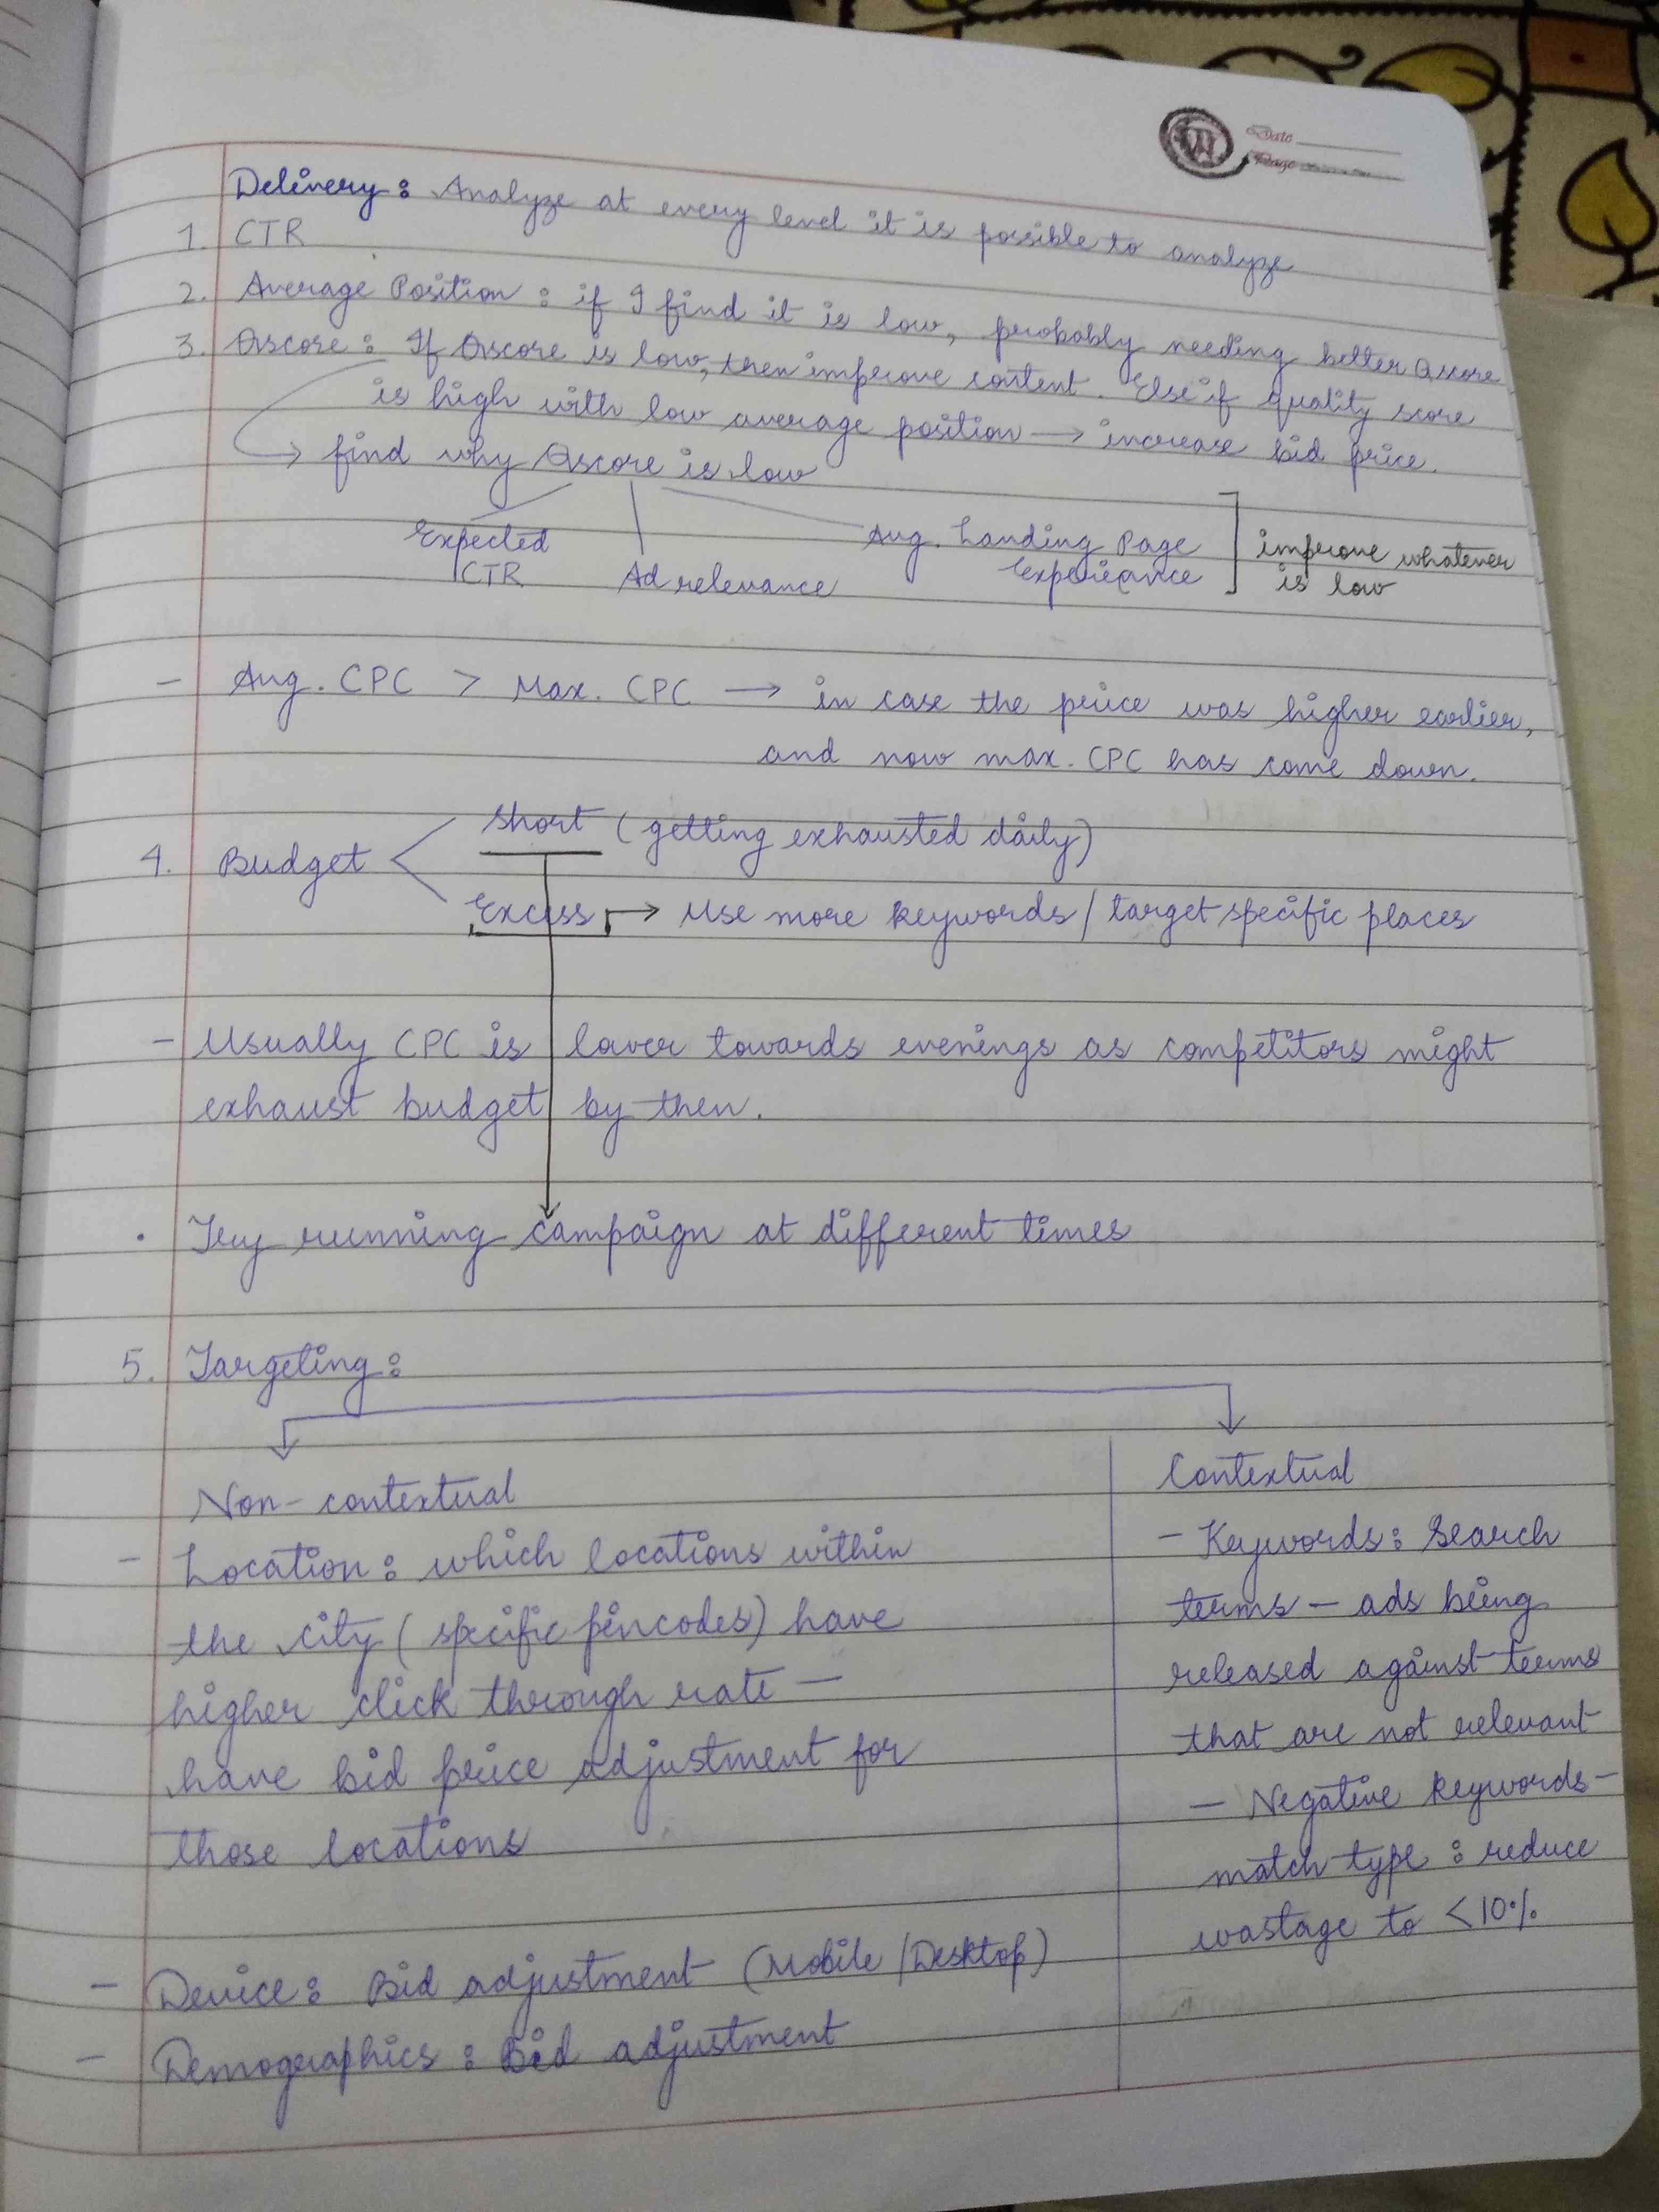 Date
Page
Delivery: Analyze at every level it is possible to analyze
1. CTR
2. Average Position: if I find it is low, probably needing better Qscore
3. Qscore: If Qscore is low, then improve content. Else if quality score
is high with low average position → increase bid price.
→ find why Qscore is low
Expected CTR
Ad relevance
Avg. Landing Page Experience
improve whatever is low
- Avg. CPC > Max. CPC → in case the price was higher earlier,
and now max. CPC has come down.
4. Budget
Short (getting exhausted daily)
Excess → Use more keywords / target specific places
- Usually CPC is lower towards evenings as competitors might
exhaust budget by then.
. Try running campaign at different times
5. Targeting:
Non-contextual
- Location: which locations within
the city (specific pincodes) have
higher click through rate —
have bid price adjustment for
those locations
- Device: Bid adjustment (Mobile/Desktop)
- Demographics: Bid adjustment
Contextual
- Keywords: Search
terms — ads being
released against terms
that are not relevant
- Negative keywords -
match type: reduce
wastage to <10%